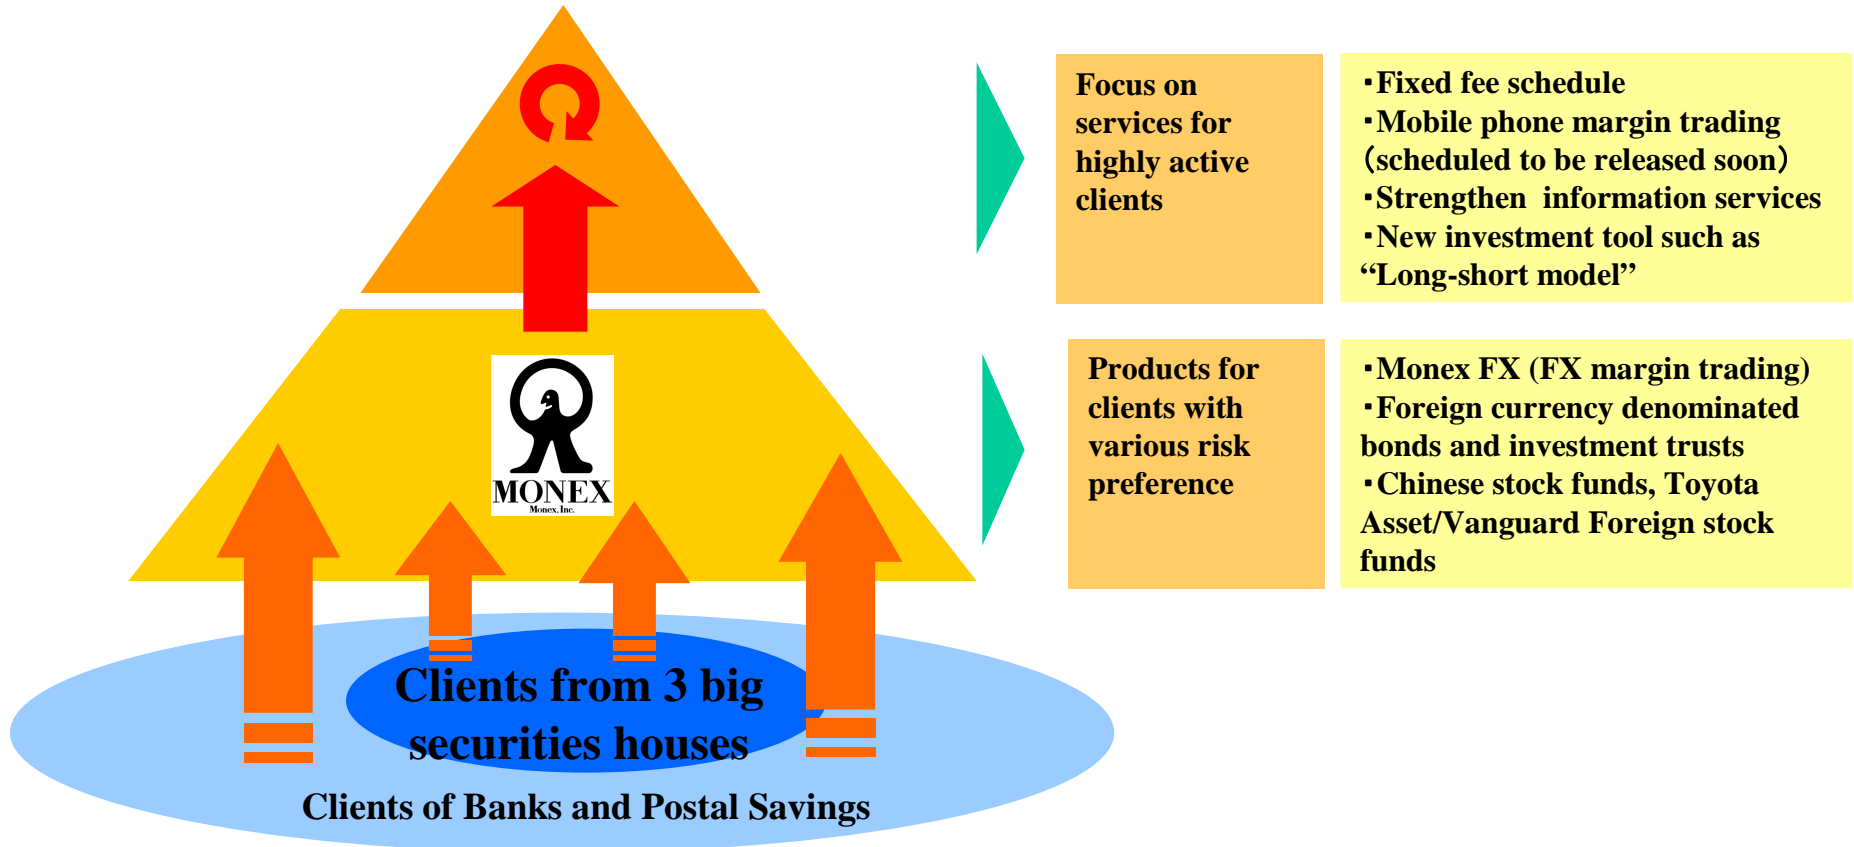 Focus on
services for
highly active
clients
・Fixed fee schedule
・Mobile phone margin trading
（scheduled to be released soon）
・Strengthen  information services
・New investment tool such as
“Long-short model”
Products for
clients with
various risk
preference
・Monex FX (FX margin trading)
・Foreign currency denominated
bonds and investment trusts
・Chinese stock funds, Toyota
Asset/Vanguard Foreign stock
funds
MONEX
Monex, Inc.
Clients from 3 big
securities houses
Clients of Banks and Postal Savings